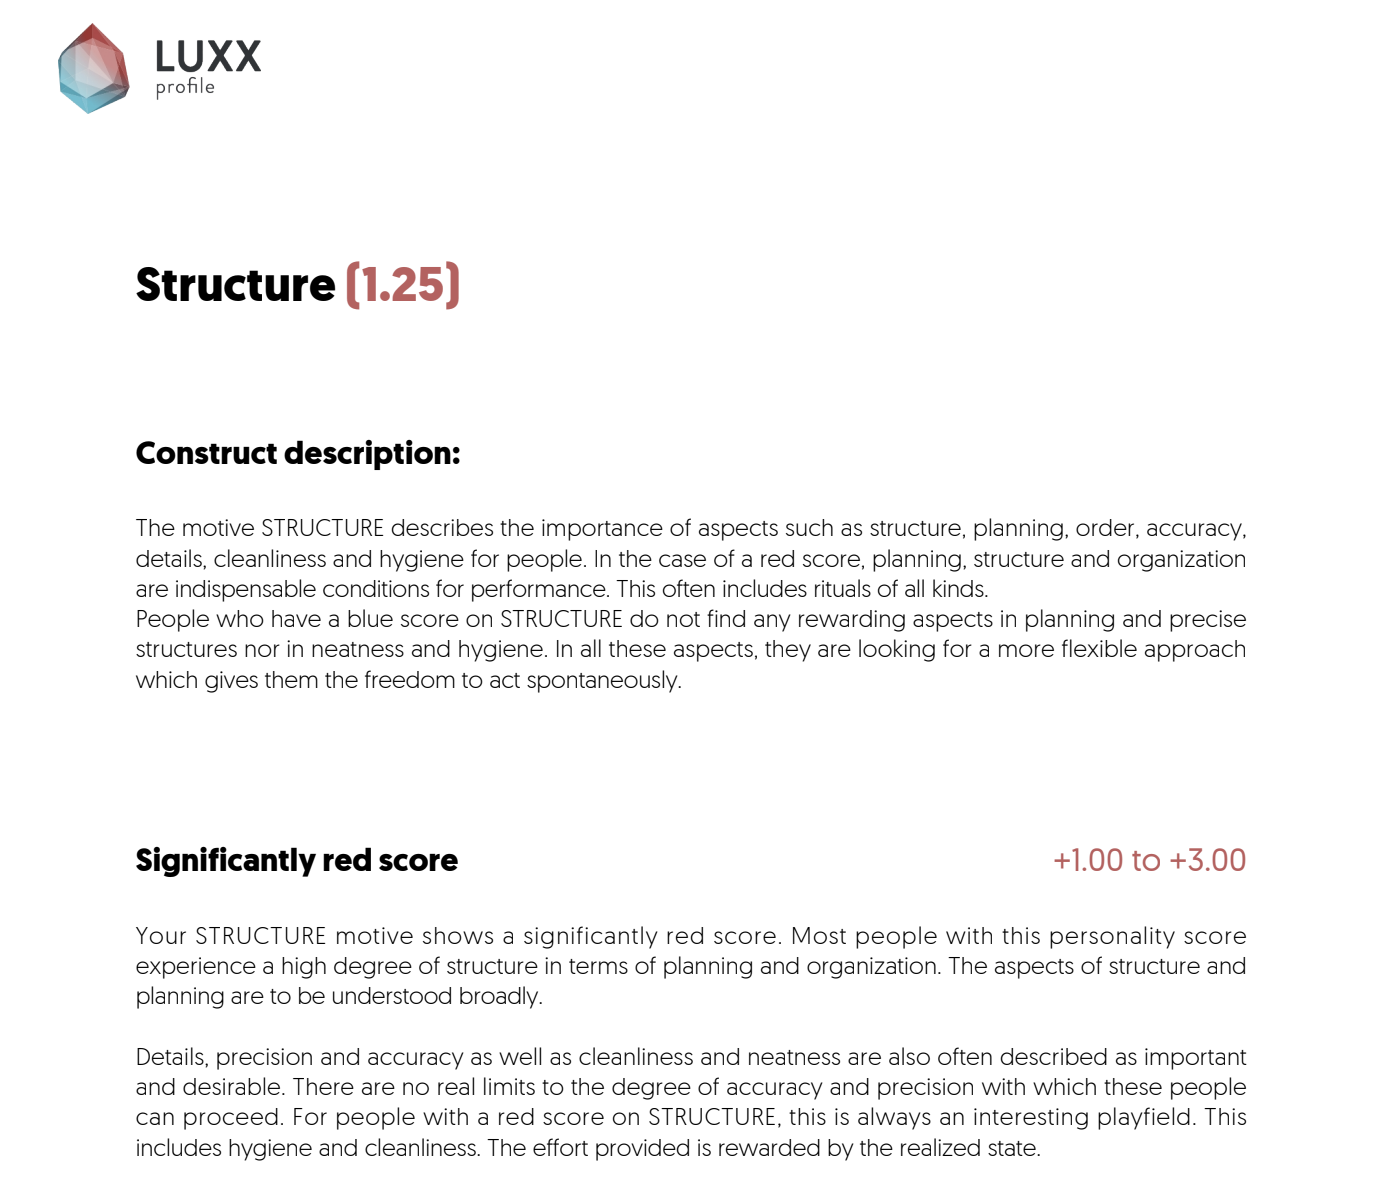 LUXX
profile
Structure (1.25)
Construct description:
The motive STRUCTURE describes the importance of aspects such as structure, planning, order, accuracy,
details, cleanliness and hygiene for people. In the case of a red score, planning, structure and organization
are indispensable conditions for performance. This often includes rituals of all kinds.
People who have a blue score on STRUCTURE do not find any rewarding aspects in planning and precise
structures nor in neatness and hygiene. In all these aspects, they are looking for a more flexible approach
which gives them the freedom to act spontaneously.
Significantly red score +1.00 to +3.00
Your STRUCTURE motive shows a significantly red score. Most people with this personality score
experience a high degree of structure in terms of planning and organization. The aspects of structure and
planning are to be understood broadly.
Details, precision and accuracy as well as cleanliness and neatness are also often described as important
and desirable. There are no real limits to the degree of accuracy and precision with which these people
can proceed. For people with a red score on STRUCTURE, this is always an interesting playfield. This
includes hygiene and cleanliness. The effort provided is rewarded by the realized state.